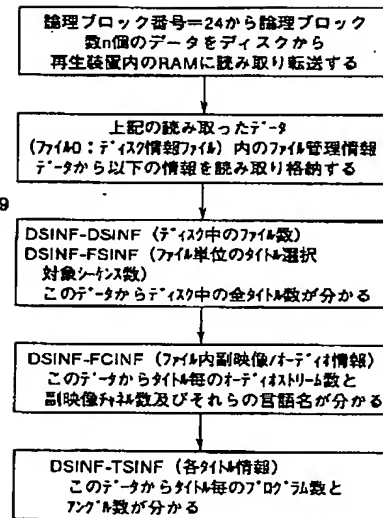 論理ブロック番号=24から論理ブロック
数n個のデータをディスクから
再生装置内のRAMに読み取り転送する
上記の読み取ったデータ
(ファイル0:ディスク情報ファイル)内のファイル管理情報
データから以下の情報を読み取り格納する
9
DSINF-DSINF(ディスク中のファイル数)
DSINF-FSINF(ファイル単位のタイトル選択
対象シーケンス数)
このデータからディスク中の全タイトル数が分かる
DSINF-FCINF(ファイル内副映像/オーディオ情報)
このデータからタイトル毎のオーディオストリーム数と
副映像チャネル数及びそれらの言語名が分かる
DSINF-TSINF(各タイトル情報)
このデータからタイトル毎のプログラム数と
アングル数が分かる